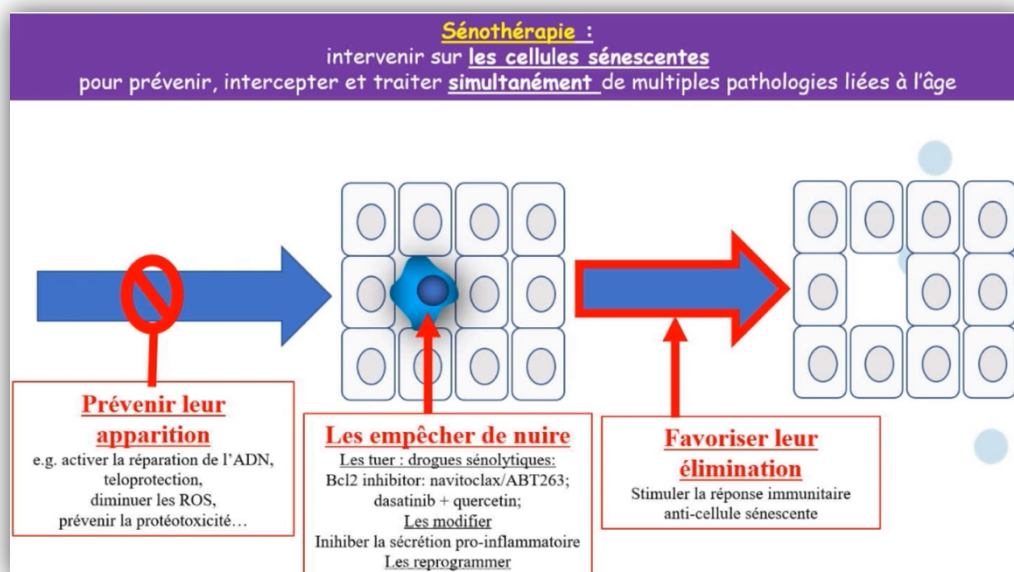 Sénothérapie :
intervenir sur les cellules sénescentes
pour prévenir, intercepter et traiter simultanément de multiples pathologies liées à l'âge
Prévenir leur
apparition
e.g. activer la réparation de l'ADN,
teloprotection,
diminuer les ROS,
prévenir la protéotoxicité…
Les empêcher de nuire
Les tuer : drogues sénolytiques:
Bcl2 inhibitor: navitoclax/ABT263;
dasatinib + quercetin;
Les modifier
Inihiber la sécrétion pro-inflammatoire
Les reprogrammer
Favoriser leur
élimination
Stimuler la réponse immunitaire
anti-cellule sénescente